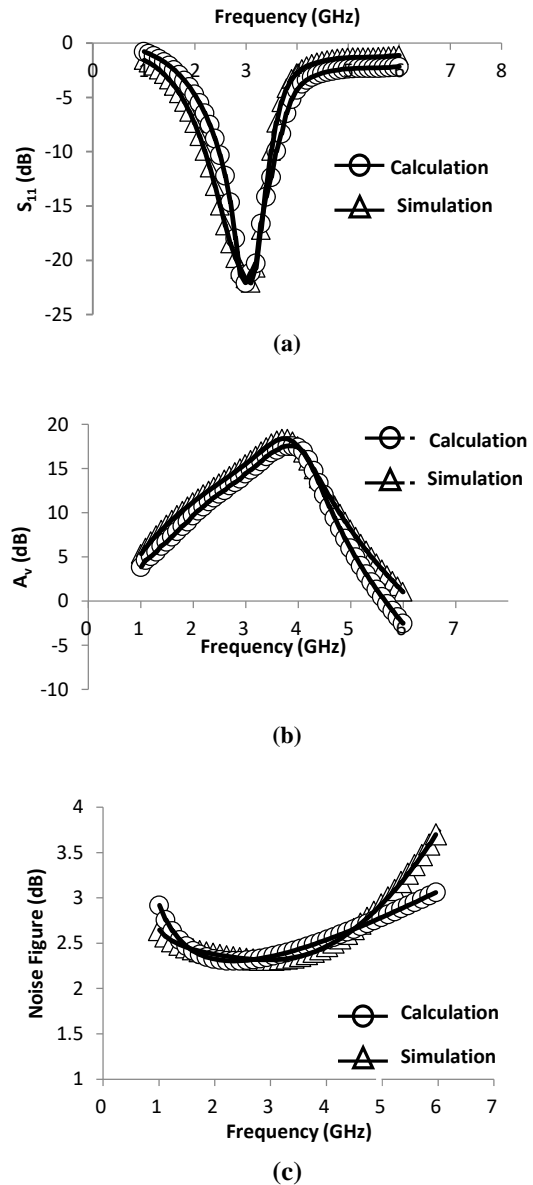 Frequency (GHz)
0 1 2 3 4 5 6 7 8
0
-5
-10
-15
-20
-25
S11 (dB)
Calculation
Simulation
(a)
20
15
10
5
0
-5
-10
Av (dB)
Calculation
Simulation
0 1 2 3 4 5 6 7
Frequency (GHz)
(b)
4
3.5
3
2.5
2
1.5
1
Noise Figure (dB)
Calculation
Simulation
0 1 2 3 4 5 6 7
Frequency (GHz)
(c)